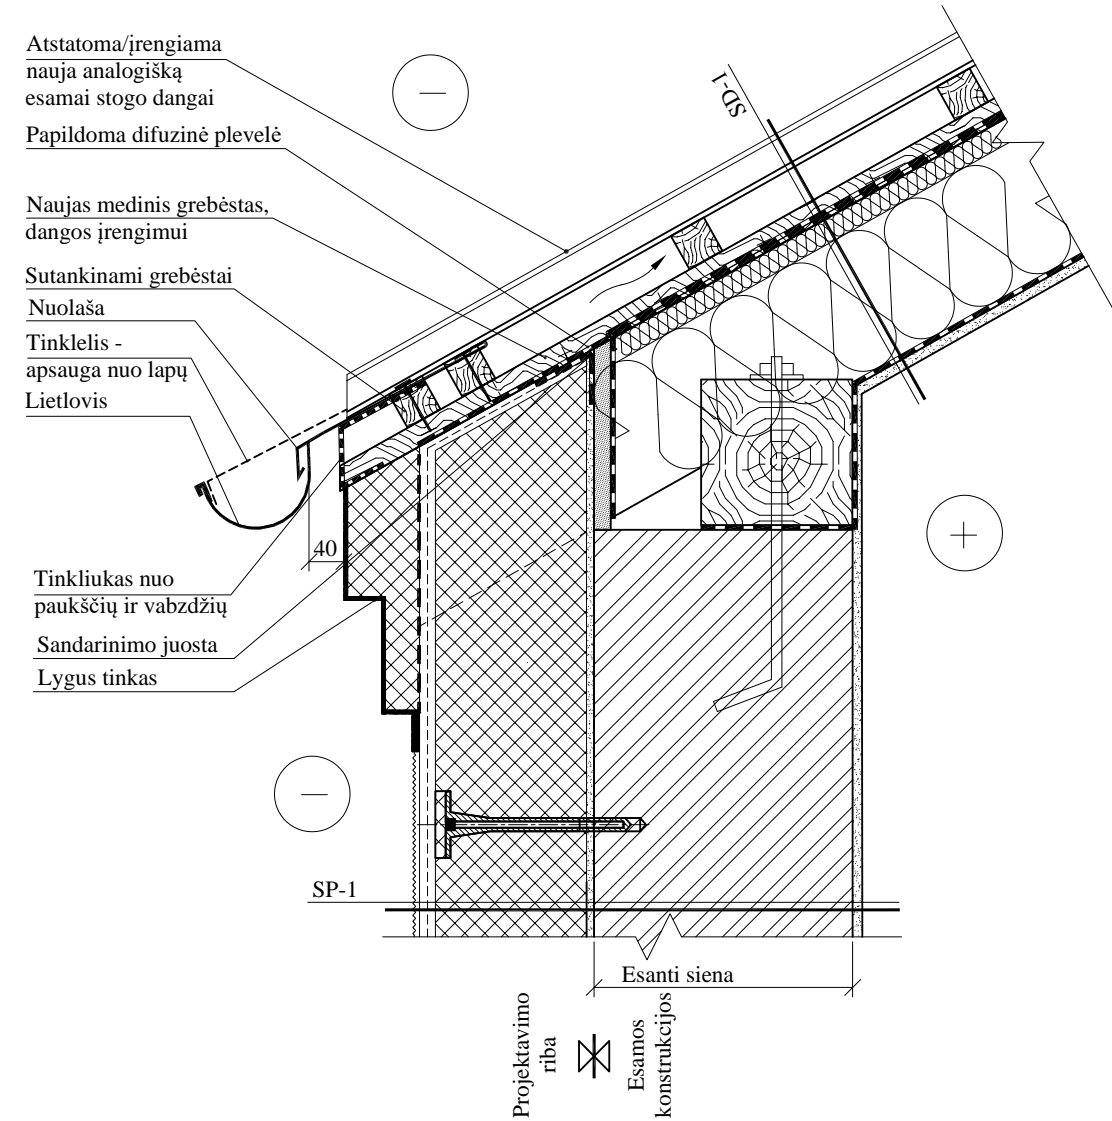 Atstatoma/įrengiama
nauja analogišką
esamai stogo dangai
Papildoma difuzinė plevelė
Naujas medinis grebėstas,
dangos įrengimui
Sutankinami grebėstai
Nuolaša
Tinklelis -
apsauga nuo lapų
Lietlovis
SD-1
40
Tinkliukas nuo
paukščių ir vabzdžių
Sandarinimo juosta
Lygus tinkas
SP-1
Esanti siena
Projektavimo
riba
Esamos
konstrukcijos